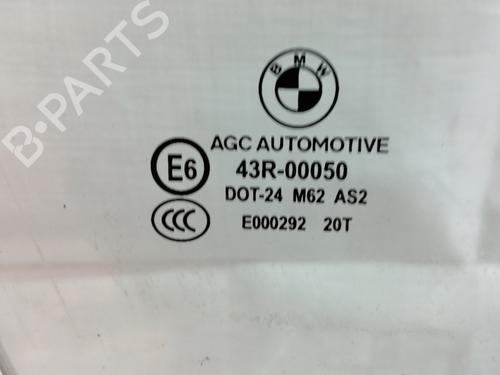 B-PARTS
BMW
AGC AUTOMOTIVE
E6 43R-00050
DOT-24 M62 AS2
CCC E000292 20T